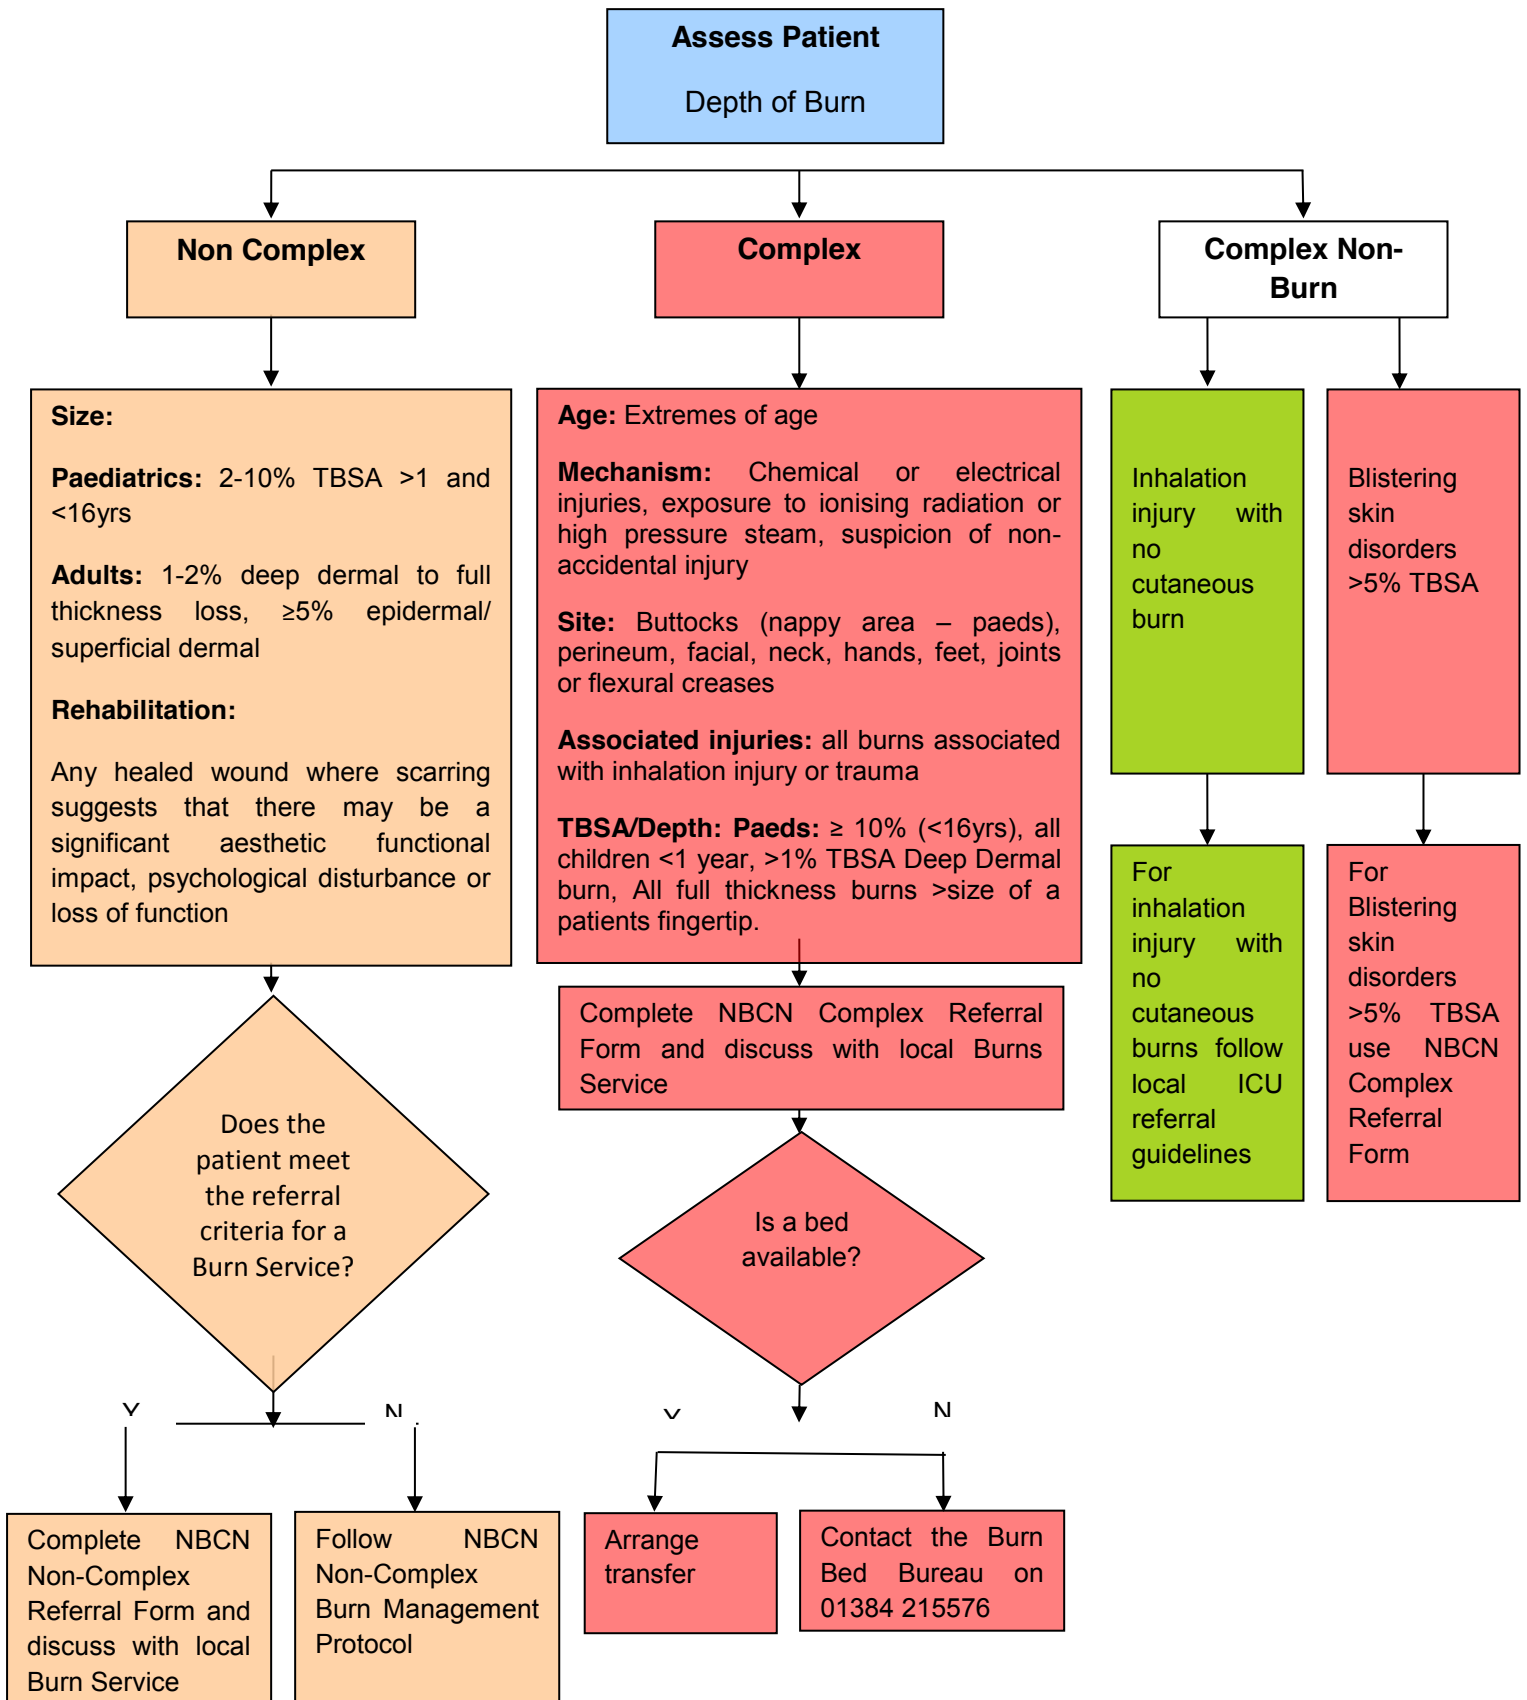 Assess Patient
Depth of Burn
Non Complex
Complex
Complex Non-
Burn
Size:
Paediatrics: 2-10% TBSA >1 and
<16yrs
Adults: 1-2% deep dermal to full
thickness loss, ≥5% epidermal/
superficial dermal
Rehabilitation:
Any healed wound where scarring
suggests that there may be a
significant aesthetic functional
impact, psychological disturbance or
loss of function
Age: Extremes of age
Mechanism: Chemical or electrical
injuries, exposure to ionising radiation or
high pressure steam, suspicion of non-
accidental injury
Site: Buttocks (nappy area – paeds),
perineum, facial, neck, hands, feet, joints
or flexural creases
Associated injuries: all burns associated
with inhalation injury or trauma
TBSA/Depth: Paeds: ≥ 10% (<16yrs), all
children <1 year, >1% TBSA Deep Dermal
burn, All full thickness burns >size of a
patients fingertip.
Inhalation
injury with
no
cutaneous
burn
Blistering
skin
disorders
>5% TBSA
For
inhalation
injury with
no
cutaneous
burns follow
local ICU
referral
guidelines
For
Blistering
skin
disorders
>5% TBSA
use NBCN
Complex
Referral
Form
Complete NBCN Complex Referral
Form and discuss with local Burns
Service
Does the
patient meet
the referral
criteria for a
Burn Service?
Is a bed
available?
Y
N
Y
N
Complete NBCN
Non-Complex
Referral Form and
discuss with local
Burn Service
Follow NBCN
Non-Complex
Burn Management
Protocol
Arrange
transfer
Contact the Burn
Bed Bureau on
01384 215576